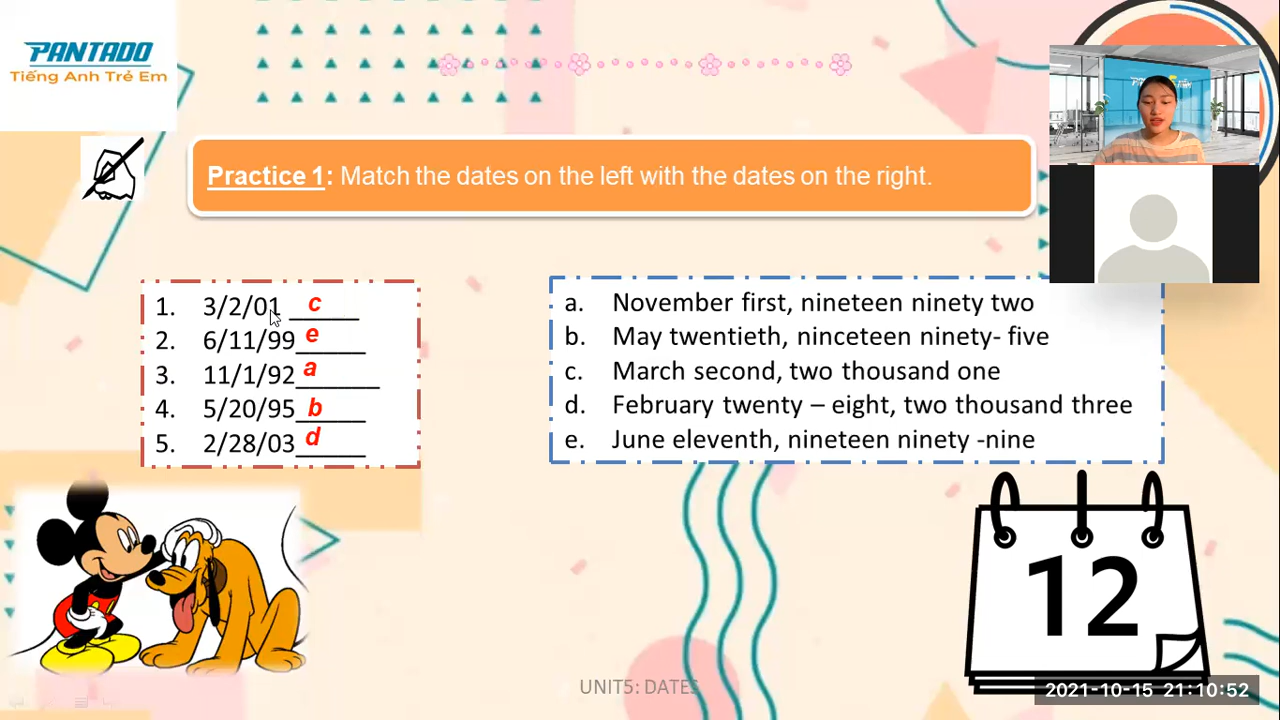 PANTADO
Tiếng Anh Trẻ Em
Practice 1: Match the dates on the left with the dates on the right.
1. 3/2/01 c
2. 6/11/99 e
3. 11/1/92 a
4. 5/20/95 b
5. 2/28/03 d
a. November first, nineteen ninety two
b. May twentieth, ninceteen ninety- five
c. March second, two thousand one
d. February twenty – eight, two thousand three
e. June eleventh, nineteen ninety -nine
12
UNIT5: DATES
2021-10-15 21:10:52